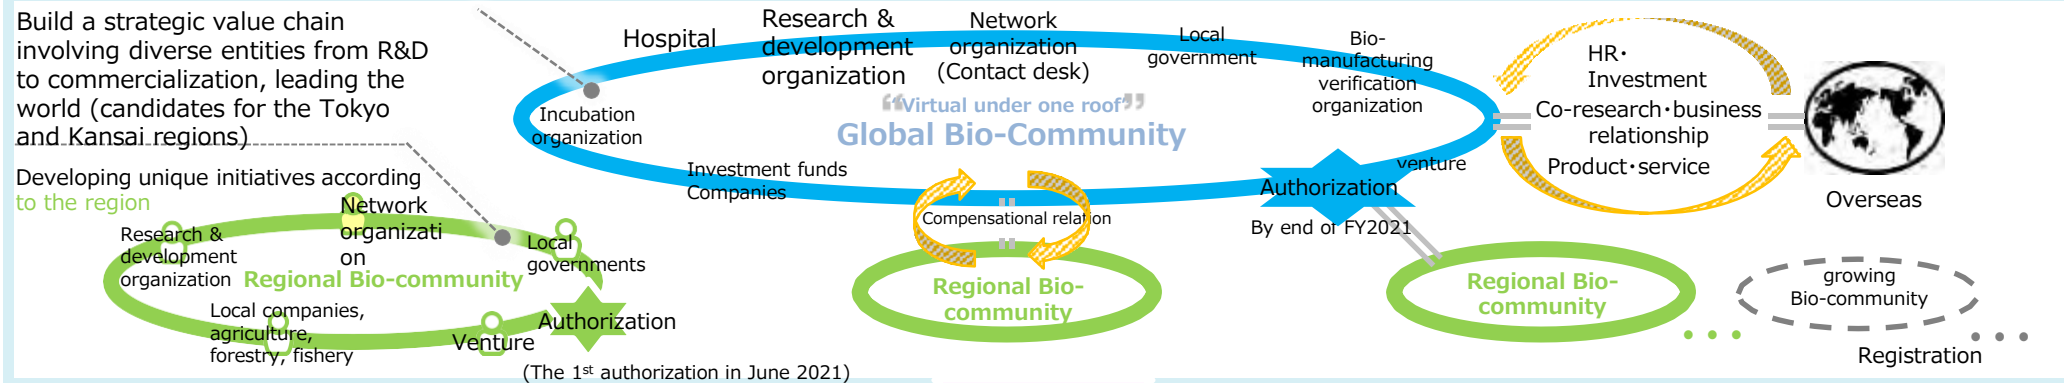 Build a strategic value chain
involving diverse entities from R&D
to commercialization, leading the
world (candidates for the Tokyo
and Kansai regions)
Developing unique initiatives according
to the region
Hospital
Research &
development
organization
Network
organization
(Contact desk)
Local
government
Bio-
manufacturing
verification
organization
Incubation
organization
“Virtual under one roof”
Global Bio-Community
Investment funds
Companies
venture
Authorization
By end of FY2021
HR・
Investment
Co-research・business
relationship
Product・service
Overseas
Compensational relation
Research &
development
organization
Network
organizati
on
Local
governments
Regional Bio-community
Local companies,
agriculture,
forestry, fishery
Venture
Authorization
(The 1st authorization in June 2021)
Regional Bio-
community
Regional Bio-
community
growing
Bio-community
Registration